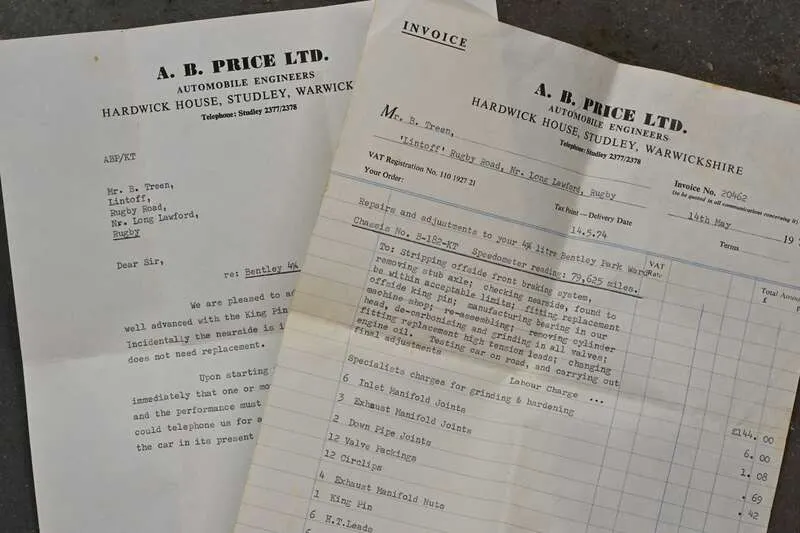 A. B. PRICE LTD.
AUTOMOBILE ENGINEERS
HARDWICK HOUSE, STUDLEY, WARWICK
Telephone: Studley 2377/2378
ABP/KT
Mr. B. Treen,
Lintoff,
Rugby Road,
Nr. Long Lawford,
Rugby
Dear Sir,
re: Bentley 4¼
We are pleased to
well advanced with the King Pin
Incidentally the nearside is
does not need replacement.
Upon starting
immediately that one or
and the performance must
could telephone us for a
the car in its present
INVOICE
A. B. PRICE LTD.
AUTOMOBILE ENGINEERS
HARDWICK HOUSE, STUDLEY, WARWICKSHIRE
Telephone: Studley 2377/2378
Mr. B. Treen,
'Lintoff' Rugby Road, Nr. Long Lawford, Rugby
VAT Registration No. 110 1927 21
Your Order:
Invoice No. 20462
(to be quoted in all communications concerning it)
Tax Point — Delivery Date
14.5.74
14th May 19
Terms
Repairs and adjustments to your 4¼ litre Bentley Park Ward
Chassis No. B-182-KT Speedometer reading: 79,625 miles.
VAT Rate
Total Amount
£ p
To: Stripping offside front braking system,
removing stub axle; checking nearside, found to
be within acceptable limits; fitting replacement
offside king pin; manufacturing bearing in our
machine shop; re-assembling; removing cylinder
head, de-carbonizing and grinding in all valves;
fitting replacement high tension leads; changing
engine oil. Testing car on road, and carrying out
final adjustments
Labour Charge ... £144. 00
Specialists charges for grinding & hardening 6. 00
6 Inlet Manifold Joints 1. 08
3 Exhaust Manifold Joints . 69
2 Down Pipe Joints . 42
12 Valve Packings
12 Circlips
4 Exhaust Manifold Nuts
1 King Pin
6 H.T.Leads